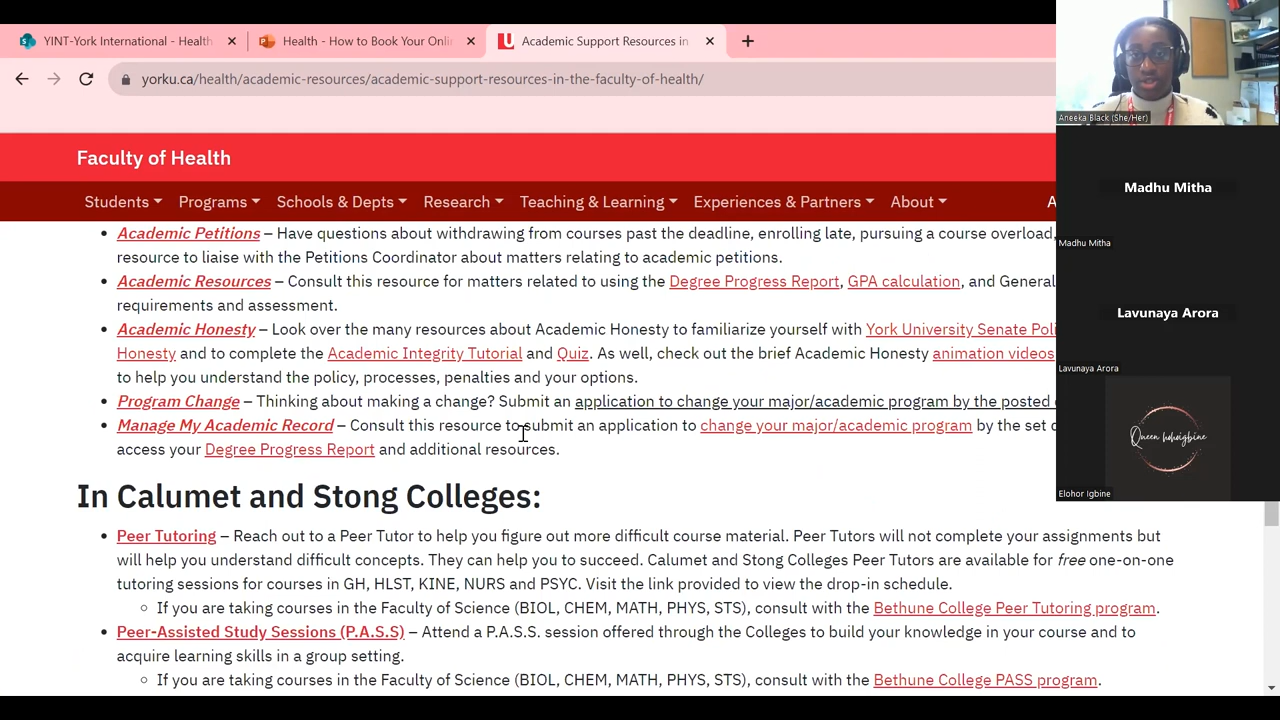 YINT-York International - Health
Health - How to Book Your Onli
Academic Support Resources in
yorku.ca/health/academic-resources/academic-support-resources-in-the-faculty-of-health/
Faculty of Health
Students Programs Schools & Depts Research Teaching & Learning Experiences & Partners About A
Academic Petitions – Have questions about withdrawing from courses past the deadline, enrolling late, pursuing a course overload,
resource to liaise with the Petitions Coordinator about matters relating to academic petitions.
Academic Resources – Consult this resource for matters related to using the Degree Progress Report, GPA calculation, and General
requirements and assessment.
Academic Honesty – Look over the many resources about Academic Honesty to familiarize yourself with York University Senate Poli
Honesty and to complete the Academic Integrity Tutorial and Quiz. As well, check out the brief Academic Honesty animation videos
to help you understand the policy, processes, penalties and your options.
Program Change – Thinking about making a change? Submit an application to change your major/academic program by the posted
Manage My Academic Record – Consult this resource to submit an application to change your major/academic program by the set
access your Degree Progress Report and additional resources.
In Calumet and Stong Colleges:
Peer Tutoring – Reach out to a Peer Tutor to help you figure out more difficult course material. Peer Tutors will not complete your assignments but
will help you understand difficult concepts. They can help you to succeed. Calumet and Stong Colleges Peer Tutors are available for free one-on-one
tutoring sessions for courses in GH, HLST, KINE, NURS and PSYC. Visit the link provided to view the drop-in schedule.
If you are taking courses in the Faculty of Science (BIOL, CHEM, MATH, PHYS, STS), consult with the Bethune College Peer Tutoring program.
Peer-Assisted Study Sessions (P.A.S.S) – Attend a P.A.S.S. session offered through the Colleges to build your knowledge in your course and to
acquire learning skills in a group setting.
If you are taking courses in the Faculty of Science (BIOL, CHEM, MATH, PHYS, STS), consult with the Bethune College PASS program.
Aneeka Black (She/Her)
Madhu Mitha
Madhu Mitha
Lavunaya Arora
Lavunaya Arora
Elohor Igbine